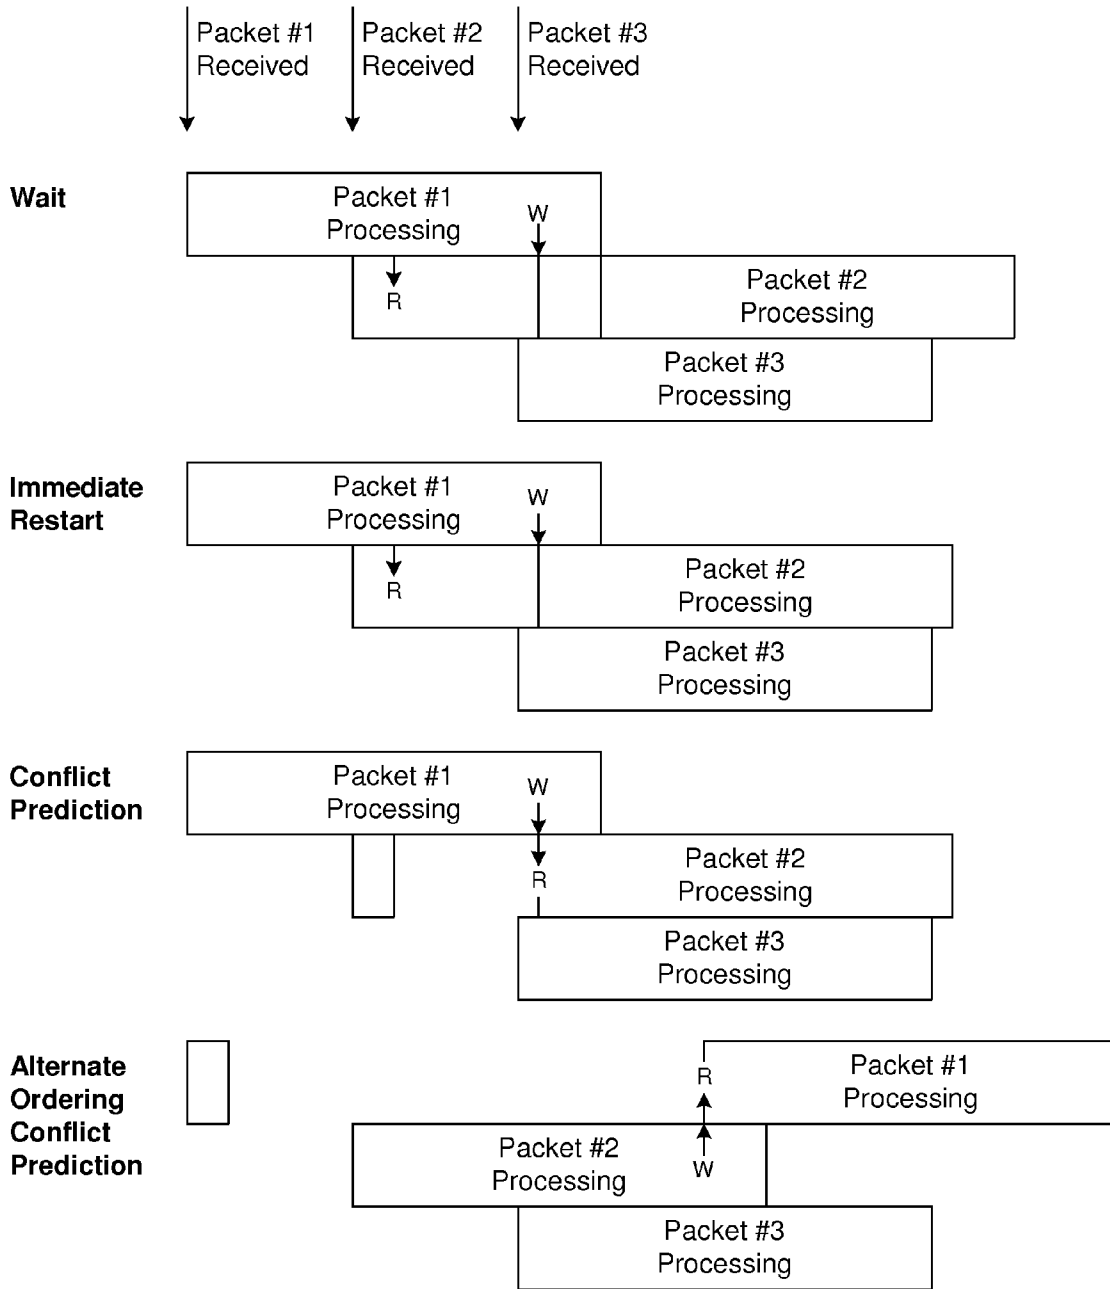 Packet #1
Received
Packet #2
Received
Packet #3
Received
Wait
Packet #1
Processing
W
R
Packet #2
Processing
Packet #3
Processing
Immediate
Restart
Packet #1
Processing
W
R
Packet #2
Processing
Packet #3
Processing
Conflict
Prediction
Packet #1
Processing
W
R
Packet #2
Processing
Packet #3
Processing
Alternate
Ordering
Conflict
Prediction
R
Packet #1
Processing
Packet #2
Processing
W
Packet #3
Processing